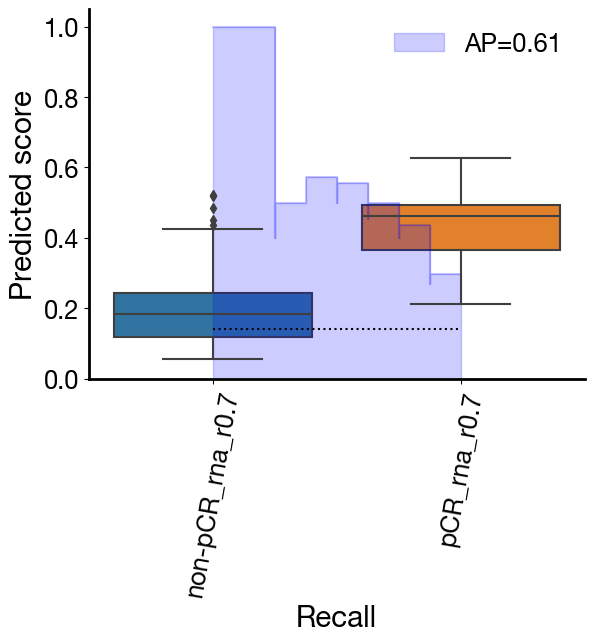 1.0
0.8
0.6
0.4
0.2
0.0
Predicted score
AP=0.61
non-pCR_rna_r0.7
pCR_rna_r0.7
Recall